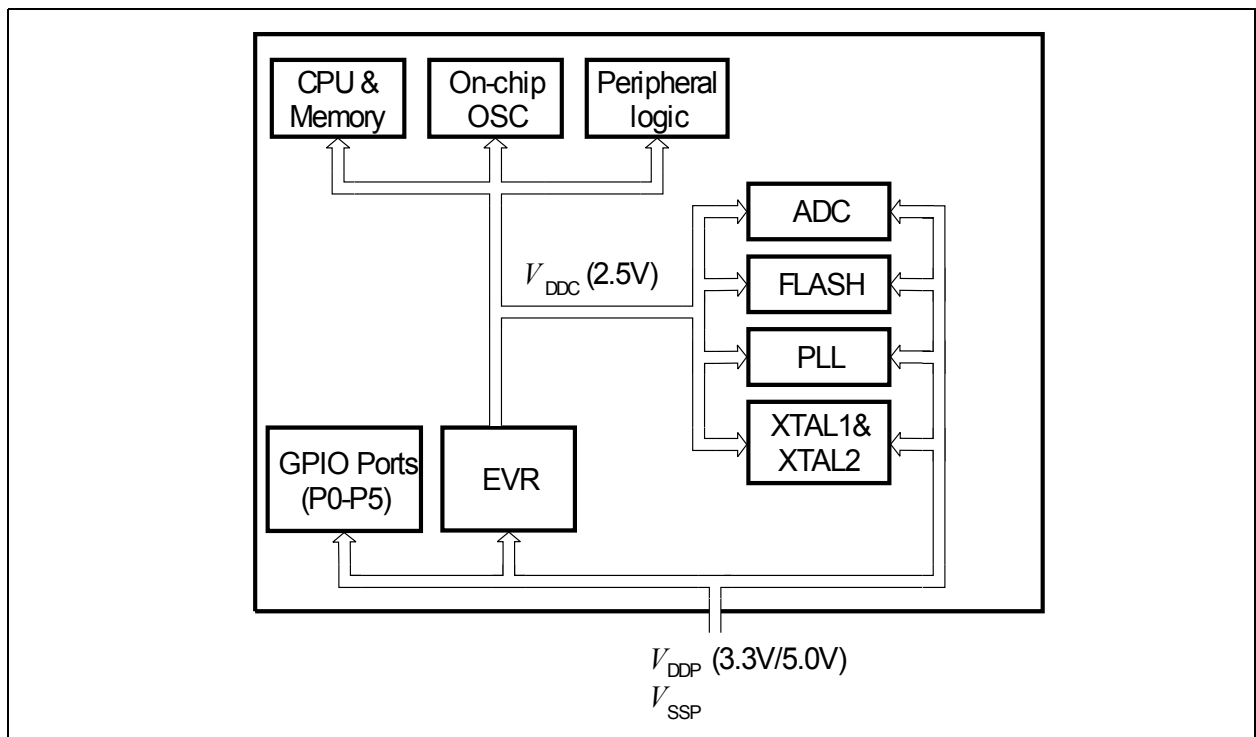 CPU &
Memory
On-chip
OSC
Peripheral
logic
ADC
FLASH
PLL
XTAL1&
XTAL2
VDDC (2.5V)
GPIO Ports
(P0-P5)
EVR
VDDP (3.3V/5.0V)
VSSP